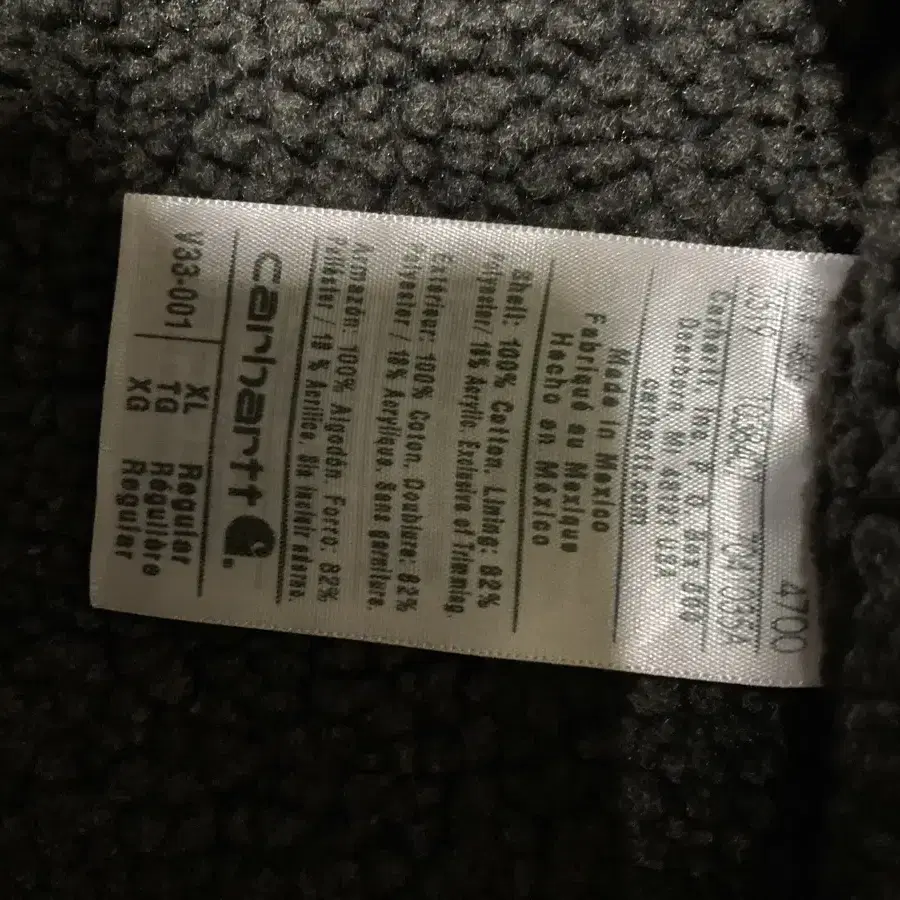 4700
Carhartt, Inc. P.O. Box 600
Dearborn, MI 48121 USA
carhartt.com
Made in Mexico
Fabriqué au Mexique
Hecho en México
Shell: 100% Cotton. Lining: 82%
Polyester/ 18% Acrylic. Exclusive of Trimming.
Extérieur: 100% Coton. Doublure: 82%
Polyester / 18% Acrylique. Sans garniture.
Armazón: 100% Algodón. Forro: 82%
Poliéster / 18 % Acrílico. Sin incluir adornos.
carhartt
V33-001
XL Regular
TG Régulière
XG Regular